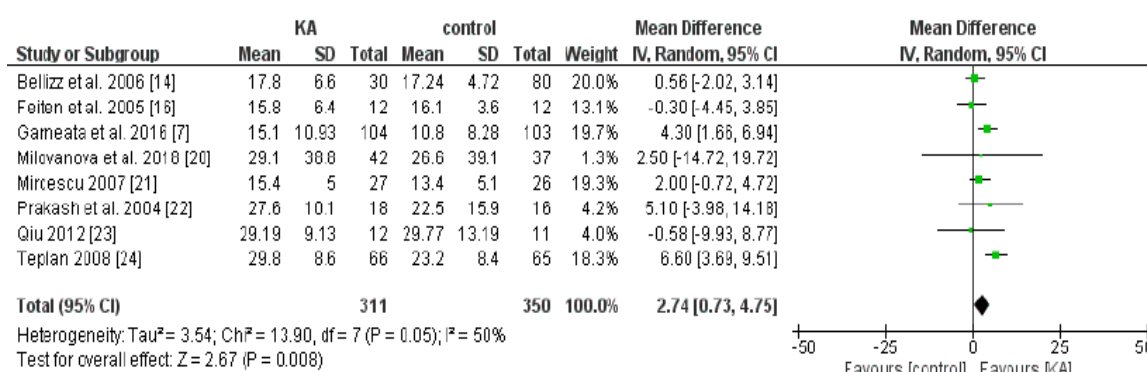 KA control Mean Difference Mean Difference
Study or Subgroup Mean SD Total Mean SD Total Weight IV, Random, 95% CI IV, Random, 95% CI
Bellizz et al. 2006 [14] 17.8 6.6 30 17.24 4.72 80 20.0% 0.56 [-2.02, 3.14]
Feiten et al. 2005 [16] 15.8 6.4 12 16.1 3.6 12 13.1% -0.30 [-4.45, 3.85]
Garneata et al. 2016 [7] 15.1 10.93 104 10.8 8.28 103 19.7% 4.30 [1.66, 6.94]
Milovanova et al. 2018 [20] 29.1 38.8 42 26.6 39.1 37 1.3% 2.50 [-14.72, 19.72]
Mircescu 2007 [21] 15.4 5 27 13.4 5.1 26 19.3% 2.00 [-0.72, 4.72]
Prakash et al. 2004 [22] 27.6 10.1 18 22.5 15.9 16 4.2% 5.10 [-3.98, 14.18]
Qiu 2012 [23] 29.19 9.13 12 29.77 13.19 11 4.0% -0.58 [-9.93, 8.77]
Teplan 2008 [24] 29.8 8.6 66 23.2 8.4 65 18.3% 6.60 [3.69, 9.51]
Total (95% CI) 311 350 100.0% 2.74 [0.73, 4.75]
Heterogeneity: Tau² = 3.54; Chi² = 13.90, df = 7 (P = 0.05); I² = 50%
Test for overall effect: Z = 2.67 (P = 0.008)
-50 -25 0 25 50
Favours [control] Favours [KA]